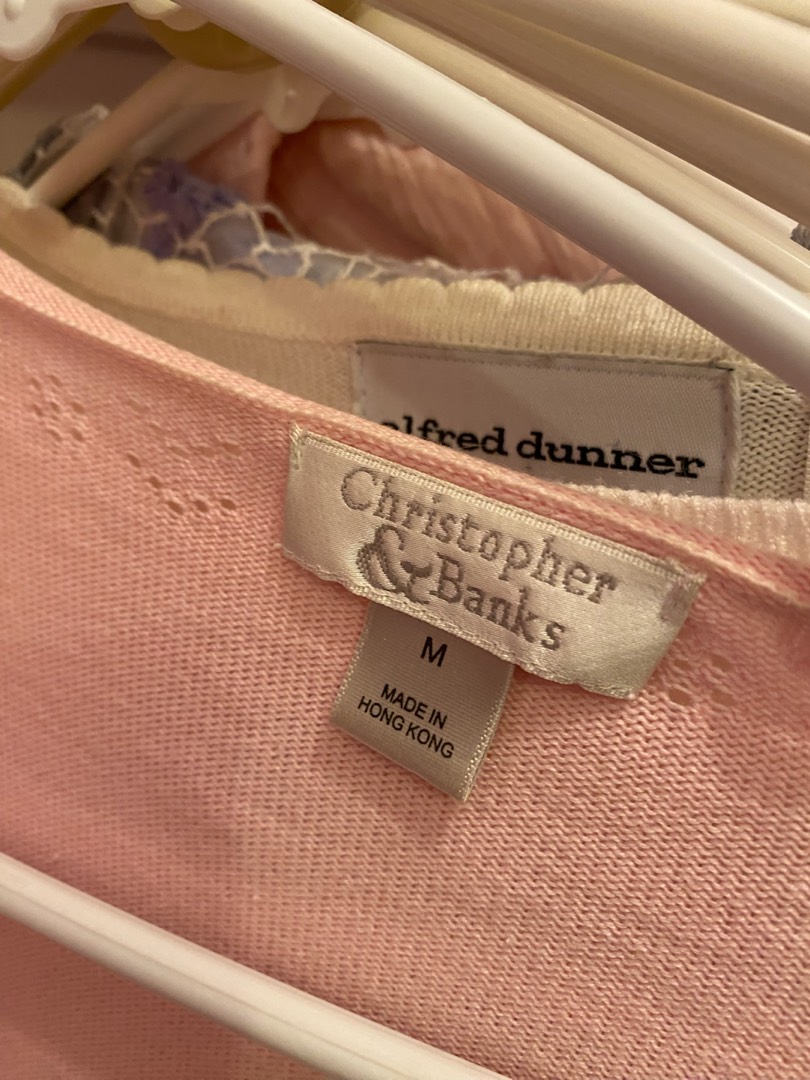 alfred dunner
Christopher
& Banks
M
MADE IN
HONG KONG